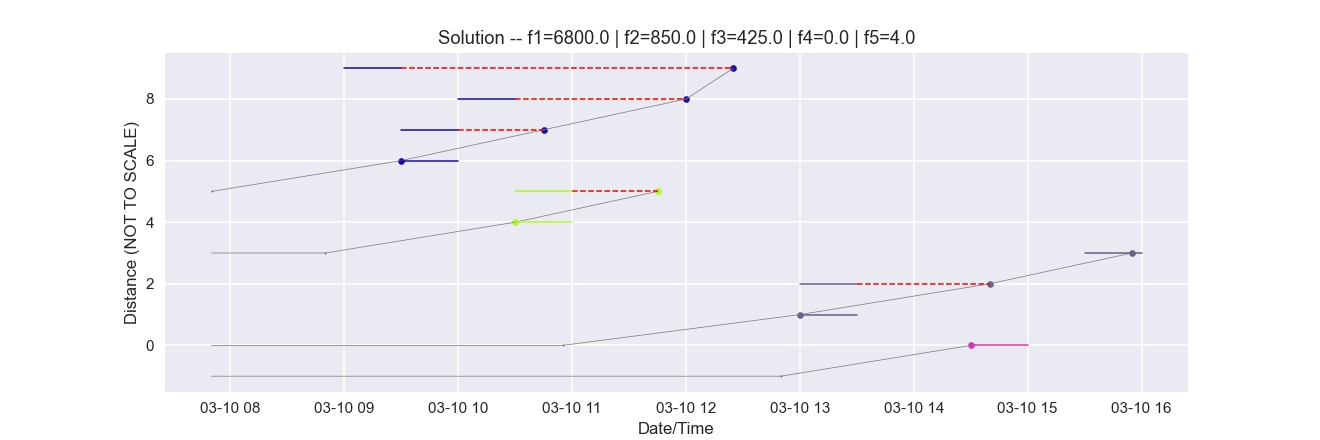 Solution -- f1=6800.0 | f2=850.0 | f3=425.0 | f4=0.0 | f5=4.0
Distance (NOT TO SCALE)
8
6
4
2
0
03-10 08 03-10 09 03-10 10 03-10 11 03-10 12 03-10 13 03-10 14 03-10 15 03-10 16
Date/Time